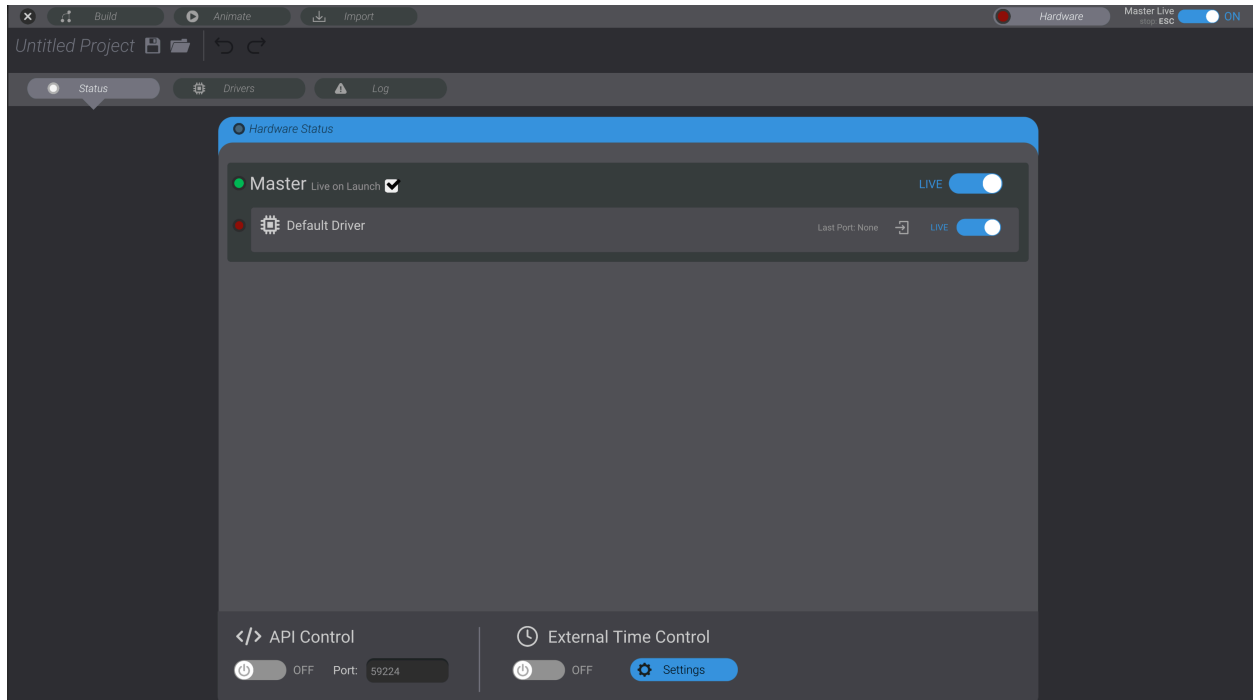 Build
Animate
Import
Hardware
Master Live
stop: ESC
ON
Untitled Project
Status
Drivers
Log
Hardware Status
Master Live on Launch
LIVE
Default Driver
Last Port: None
LIVE
</> API Control
External Time Control
OFF
Port:
59224
OFF
Settings